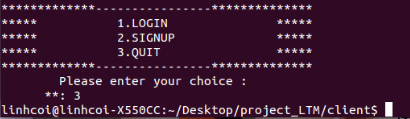 *************----------------**************
*****          1.LOGIN                *****
*****          2.SIGNUP               *****
*****          3.QUIT                 *****
*************----------------**************
Please enter your choice :
**: 3
linhcoi@linhcoi-X550CC:~/Desktop/project_LTM/client$